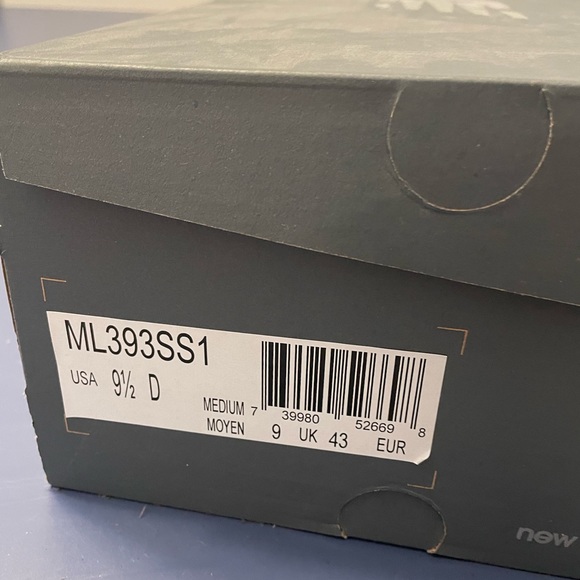 ML393SS1
USA 9½ D
MEDIUM 7 39980 52669 8
MOYEN 9 UK 43 EUR
new